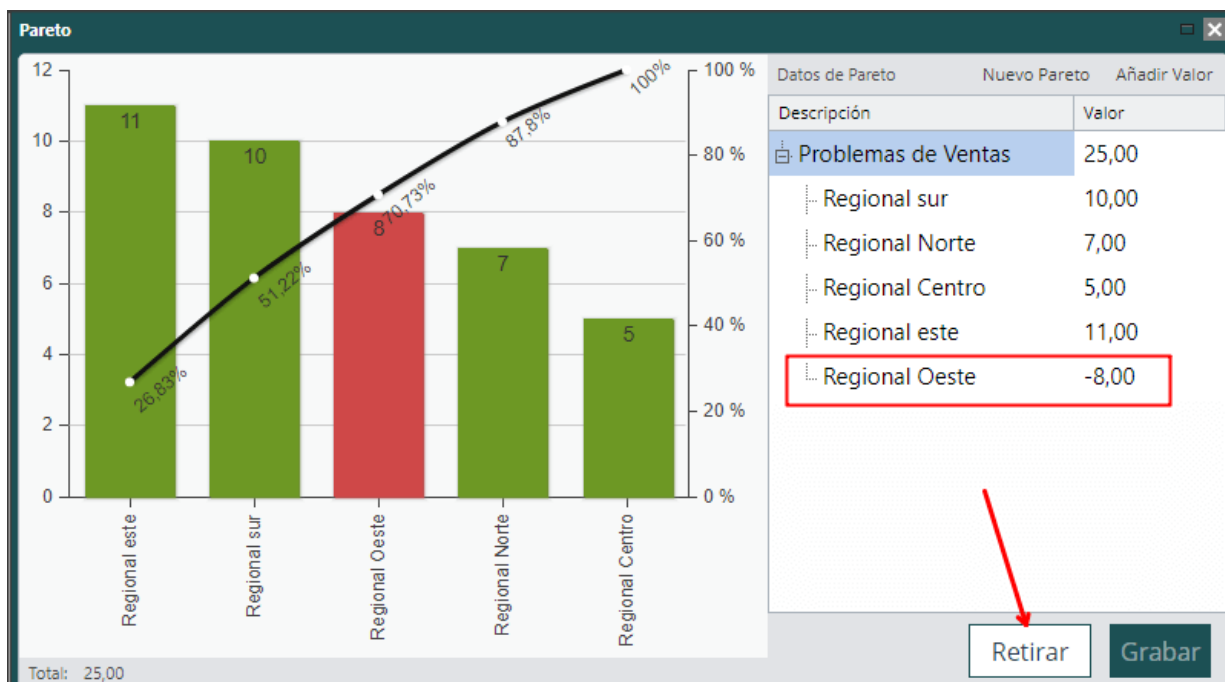 Pareto
12
10
8
6
4
2
0
11
10
8
7
5
26,83%
51,22%
70,73%
87,8%
100%
100 %
80 %
60 %
40 %
20 %
0 %
Regional este
Regional sur
Regional Oeste
Regional Norte
Regional Centro
Total: 25,00
Datos de Pareto Nuevo Pareto Añadir Valor
Descripción Valor
Problemas de Ventas 25,00
Regional sur 10,00
Regional Norte 7,00
Regional Centro 5,00
Regional este 11,00
Regional Oeste -8,00
Retirar Grabar